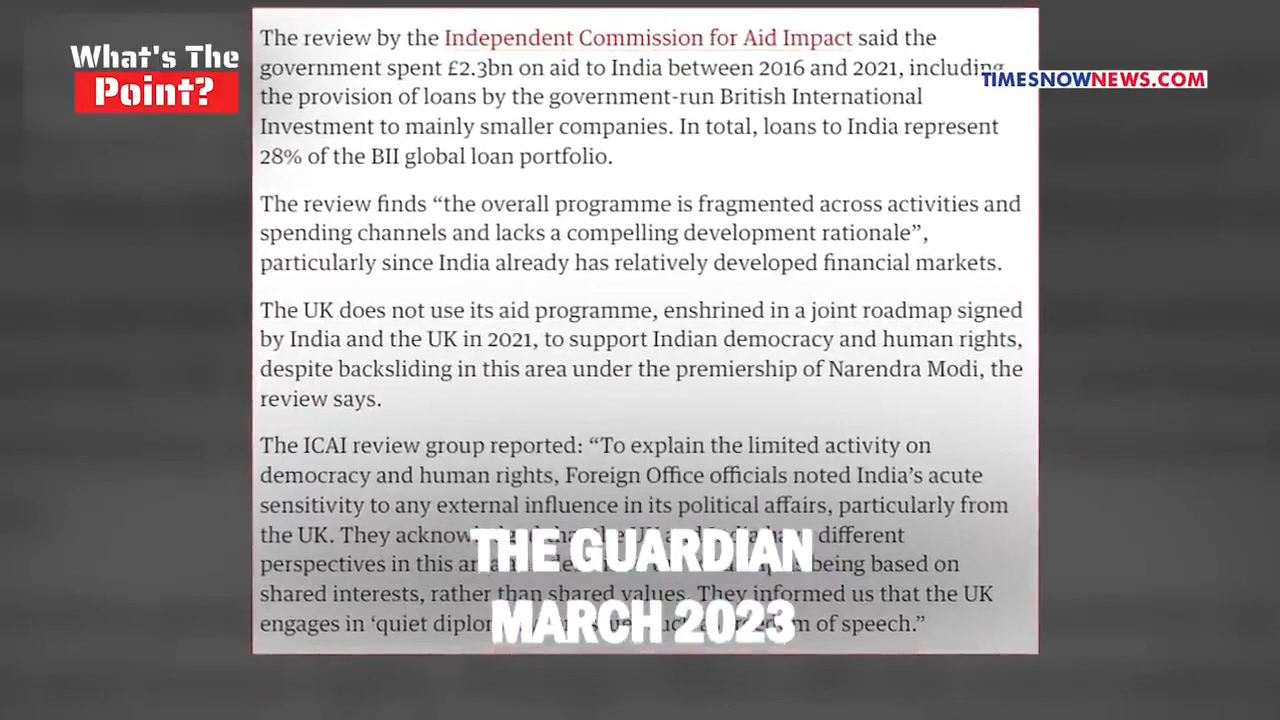 What's The
Point?
TIMESNOWNEWS.COM
The review by the Independent Commission for Aid Impact said the
government spent £2.3bn on aid to India between 2016 and 2021, including
the provision of loans by the government-run British International
Investment to mainly smaller companies. In total, loans to India represent
28% of the BII global loan portfolio.
The review finds “the overall programme is fragmented across activities and
spending channels and lacks a compelling development rationale”,
particularly since India already has relatively developed financial markets.
The UK does not use its aid programme, enshrined in a joint roadmap signed
by India and the UK in 2021, to support Indian democracy and human rights,
despite backsliding in this area under the premiership of Narendra Modi, the
review says.
The ICAI review group reported: “To explain the limited activity on
democracy and human rights, Foreign Office officials noted India’s acute
sensitivity to any external influence in its political affairs, particularly from
the UK. They different
perspectives in this being based on
shared interests, rather than shared values. They informed us that the UK
engages in ‘quiet of speech.”
THE GUARDIAN
MARCH 2023